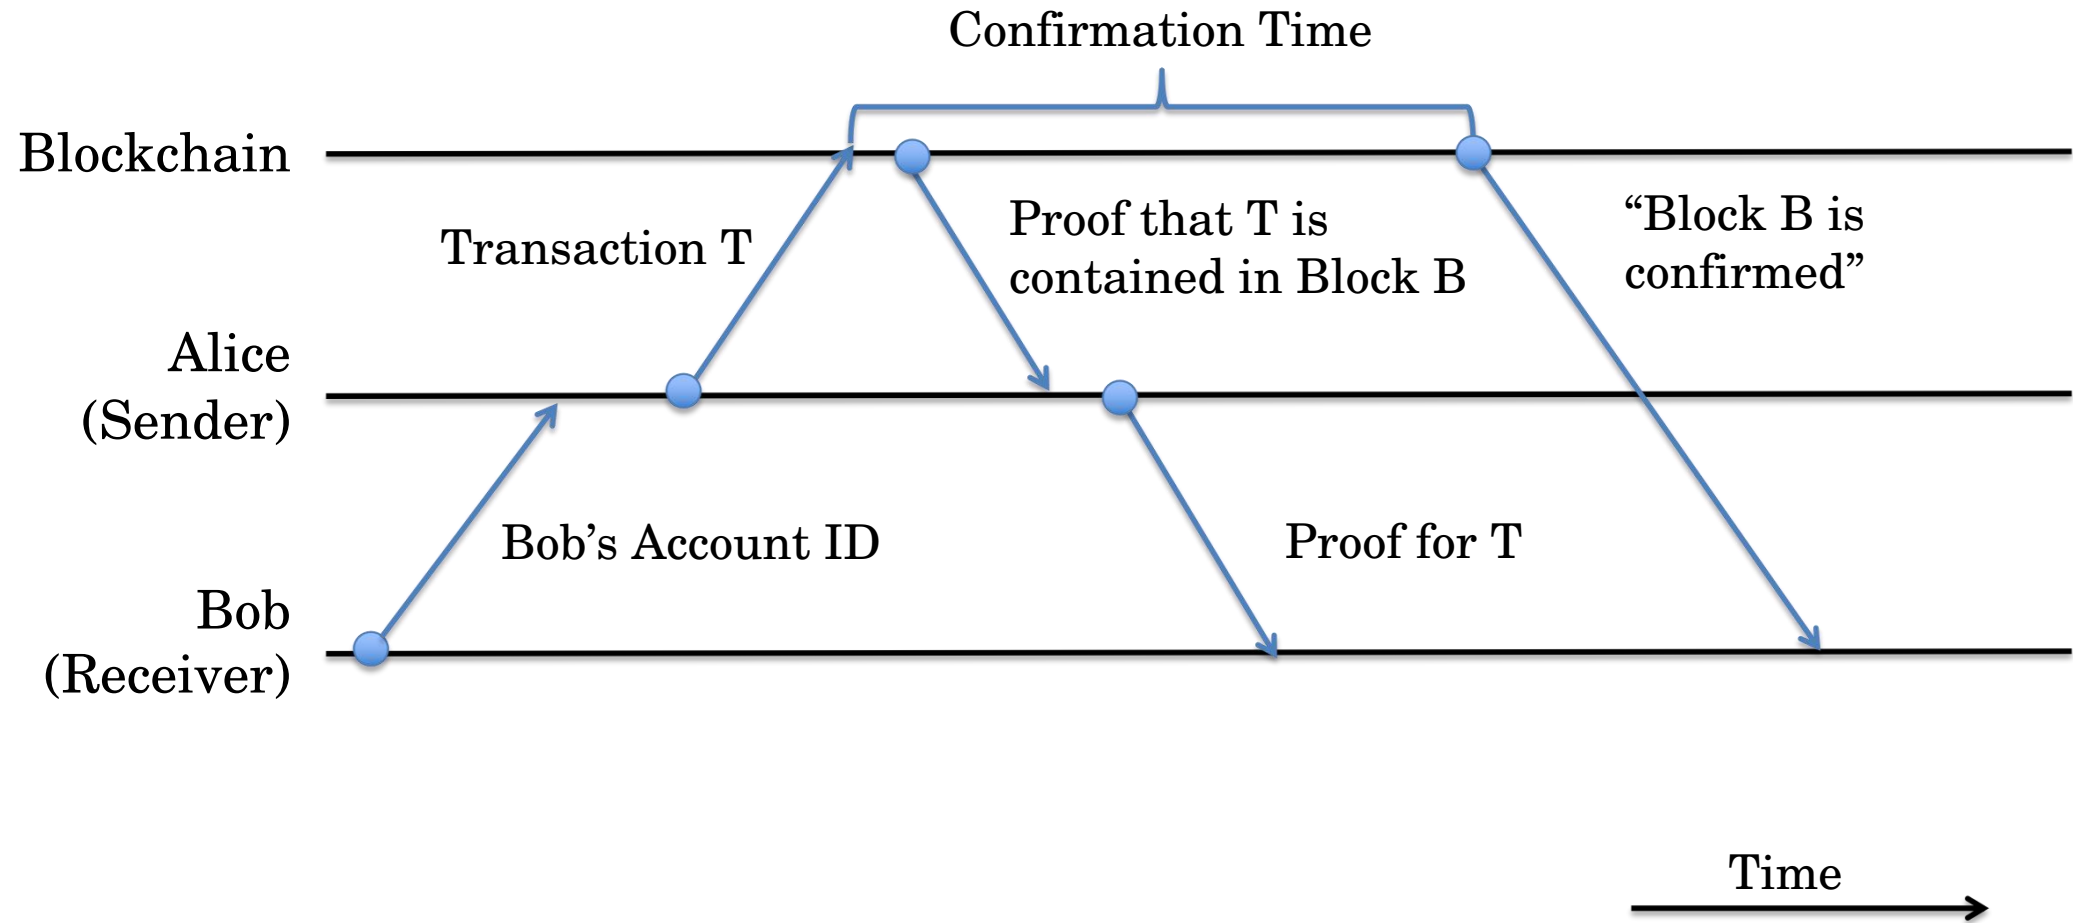 Confirmation Time
Blockchain
Transaction T
Proof that T is
contained in Block B
“Block B is
confirmed”
Alice
(Sender)
Bob’s Account ID
Proof for T
Bob
(Receiver)
Time